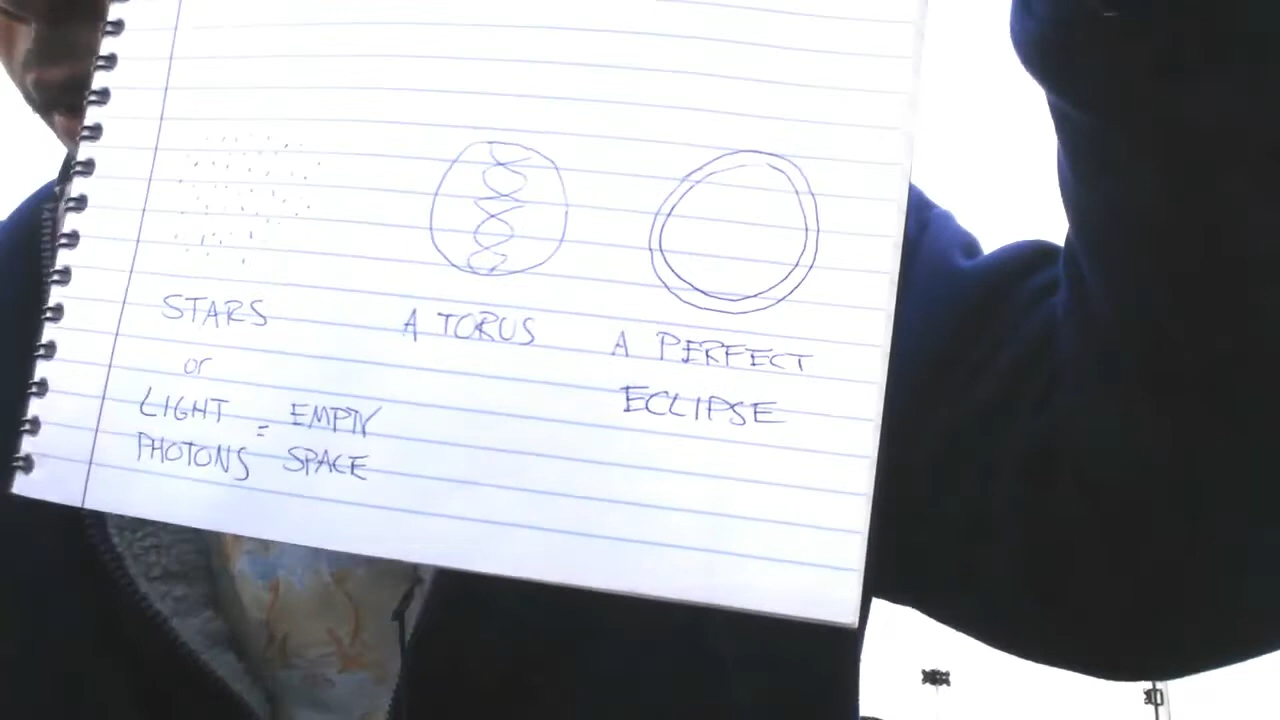 STARS
or
LIGHT = EMPTY
PHOTONS SPACE
A TORUS
A PERFECT
ECLIPSE